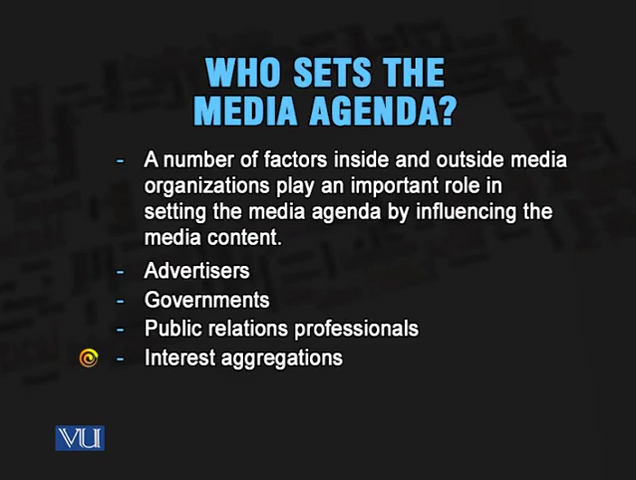 WHO SETS THE
MEDIA AGENDA?
- A number of factors inside and outside media
organizations play an important role in
setting the media agenda by influencing the
media content.
- Advertisers
- Governments
- Public relations professionals
- Interest aggregations
VU